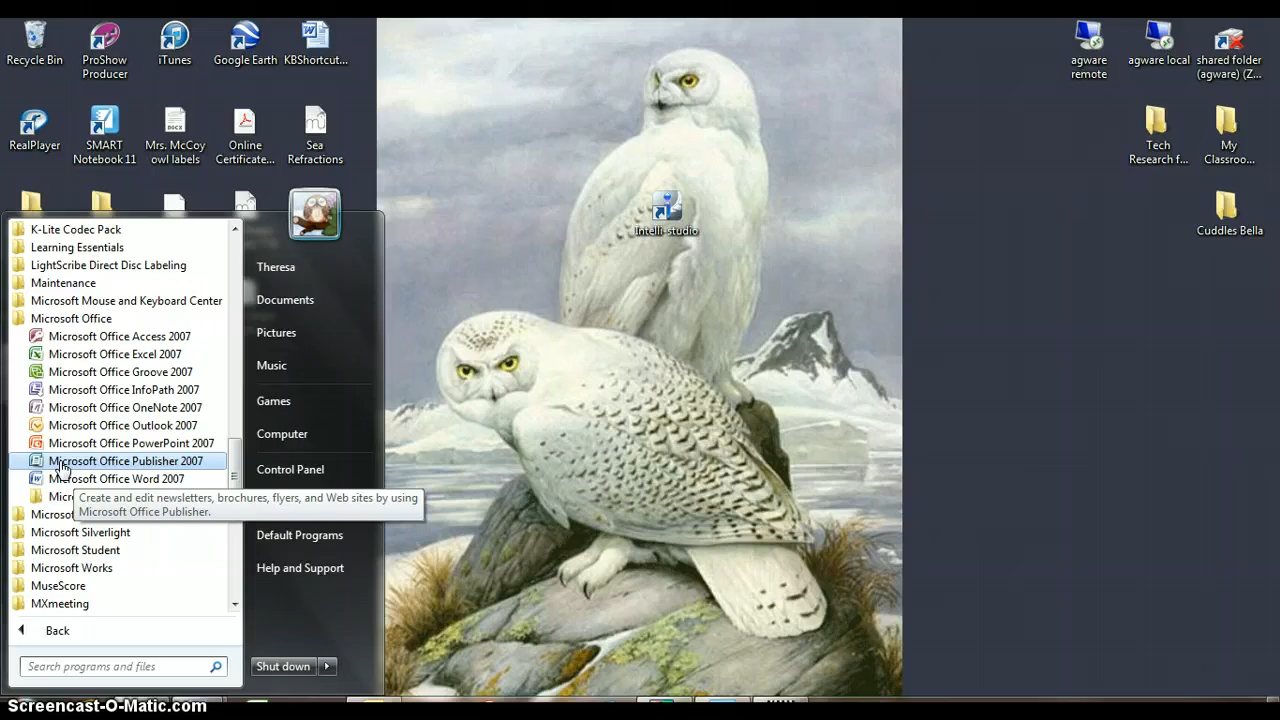 Recycle Bin
ProShow
Producer
iTunes
Google Earth
KBShortcut...
agware
remote
agware local
shared folder
(agware) (Z...
RealPlayer
SMART
Notebook 11
Mrs. McCoy
owl labels
Online
Certificate...
Sea
Refractions
Tech
Research f...
My
Classroo...
Intelli-studio
Cuddles Bella
K-Lite Codec Pack
Learning Essentials
LightScribe Direct Disc Labeling
Maintenance
Microsoft Mouse and Keyboard Center
Microsoft Office
Microsoft Office Access 2007
Microsoft Office Excel 2007
Microsoft Office Groove 2007
Microsoft Office InfoPath 2007
Microsoft Office OneNote 2007
Microsoft Office Outlook 2007
Microsoft Office PowerPoint 2007
Microsoft Office Publisher 2007
Microsoft Office Word 2007
Create and edit newsletters, brochures, flyers, and Web sites by using
Microsoft Office Publisher.
Microsoft Silverlight
Microsoft Student
Microsoft Works
MuseScore
MXmeeting
Back
Search programs and files
Theresa
Documents
Pictures
Music
Games
Computer
Control Panel
Default Programs
Help and Support
Shut down
Screencast-O-Matic.com